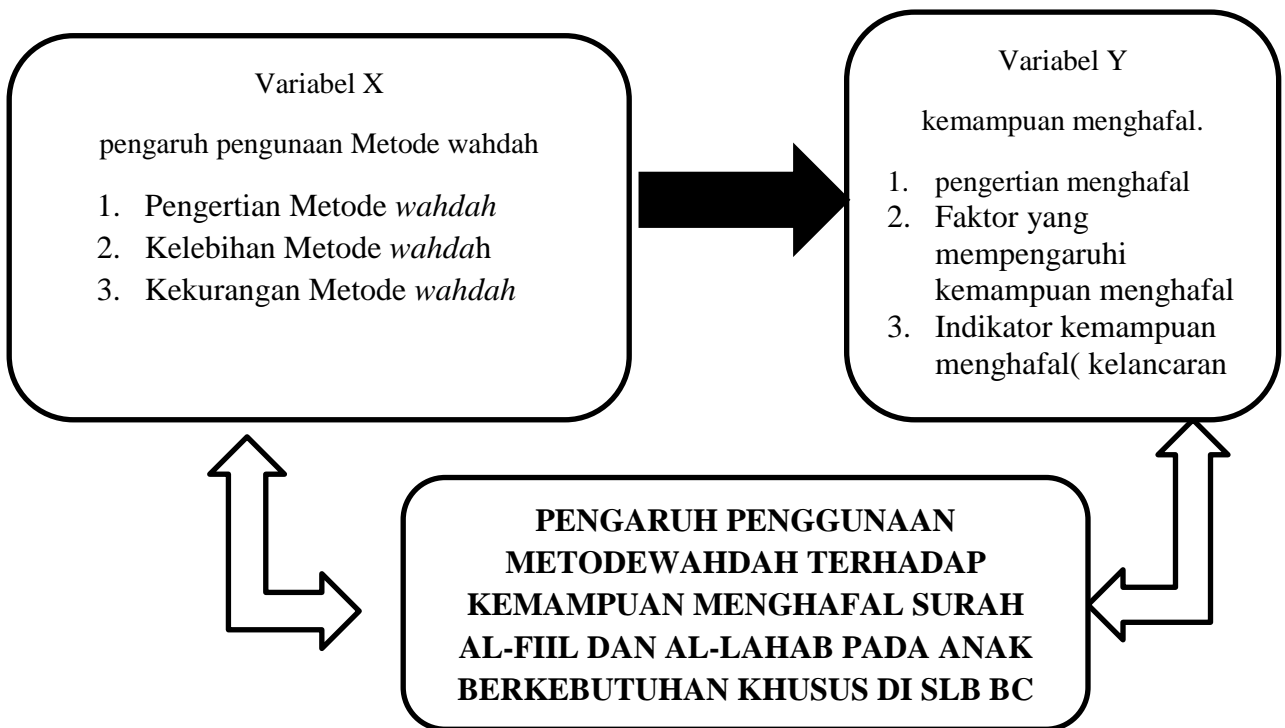 Variabel X
pengaruh pengunaan Metode wahdah
1. Pengertian Metode wahdah
2. Kelebihan Metode wahdah
3. Kekurangan Metode wahdah
Variabel Y
kemampuan menghafal.
1. pengertian menghafal
2. Faktor yang
mempengaruhi
kemampuan menghafal
3. Indikator kemampuan
menghafal( kelancaran
PENGARUH PENGGUNAAN
METODEWAHDAH TERHADAP
KEMAMPUAN MENGHAFAL SURAH
AL-FIIL DAN AL-LAHAB PADA ANAK
BERKEBUTUHAN KHUSUS DI SLB BC